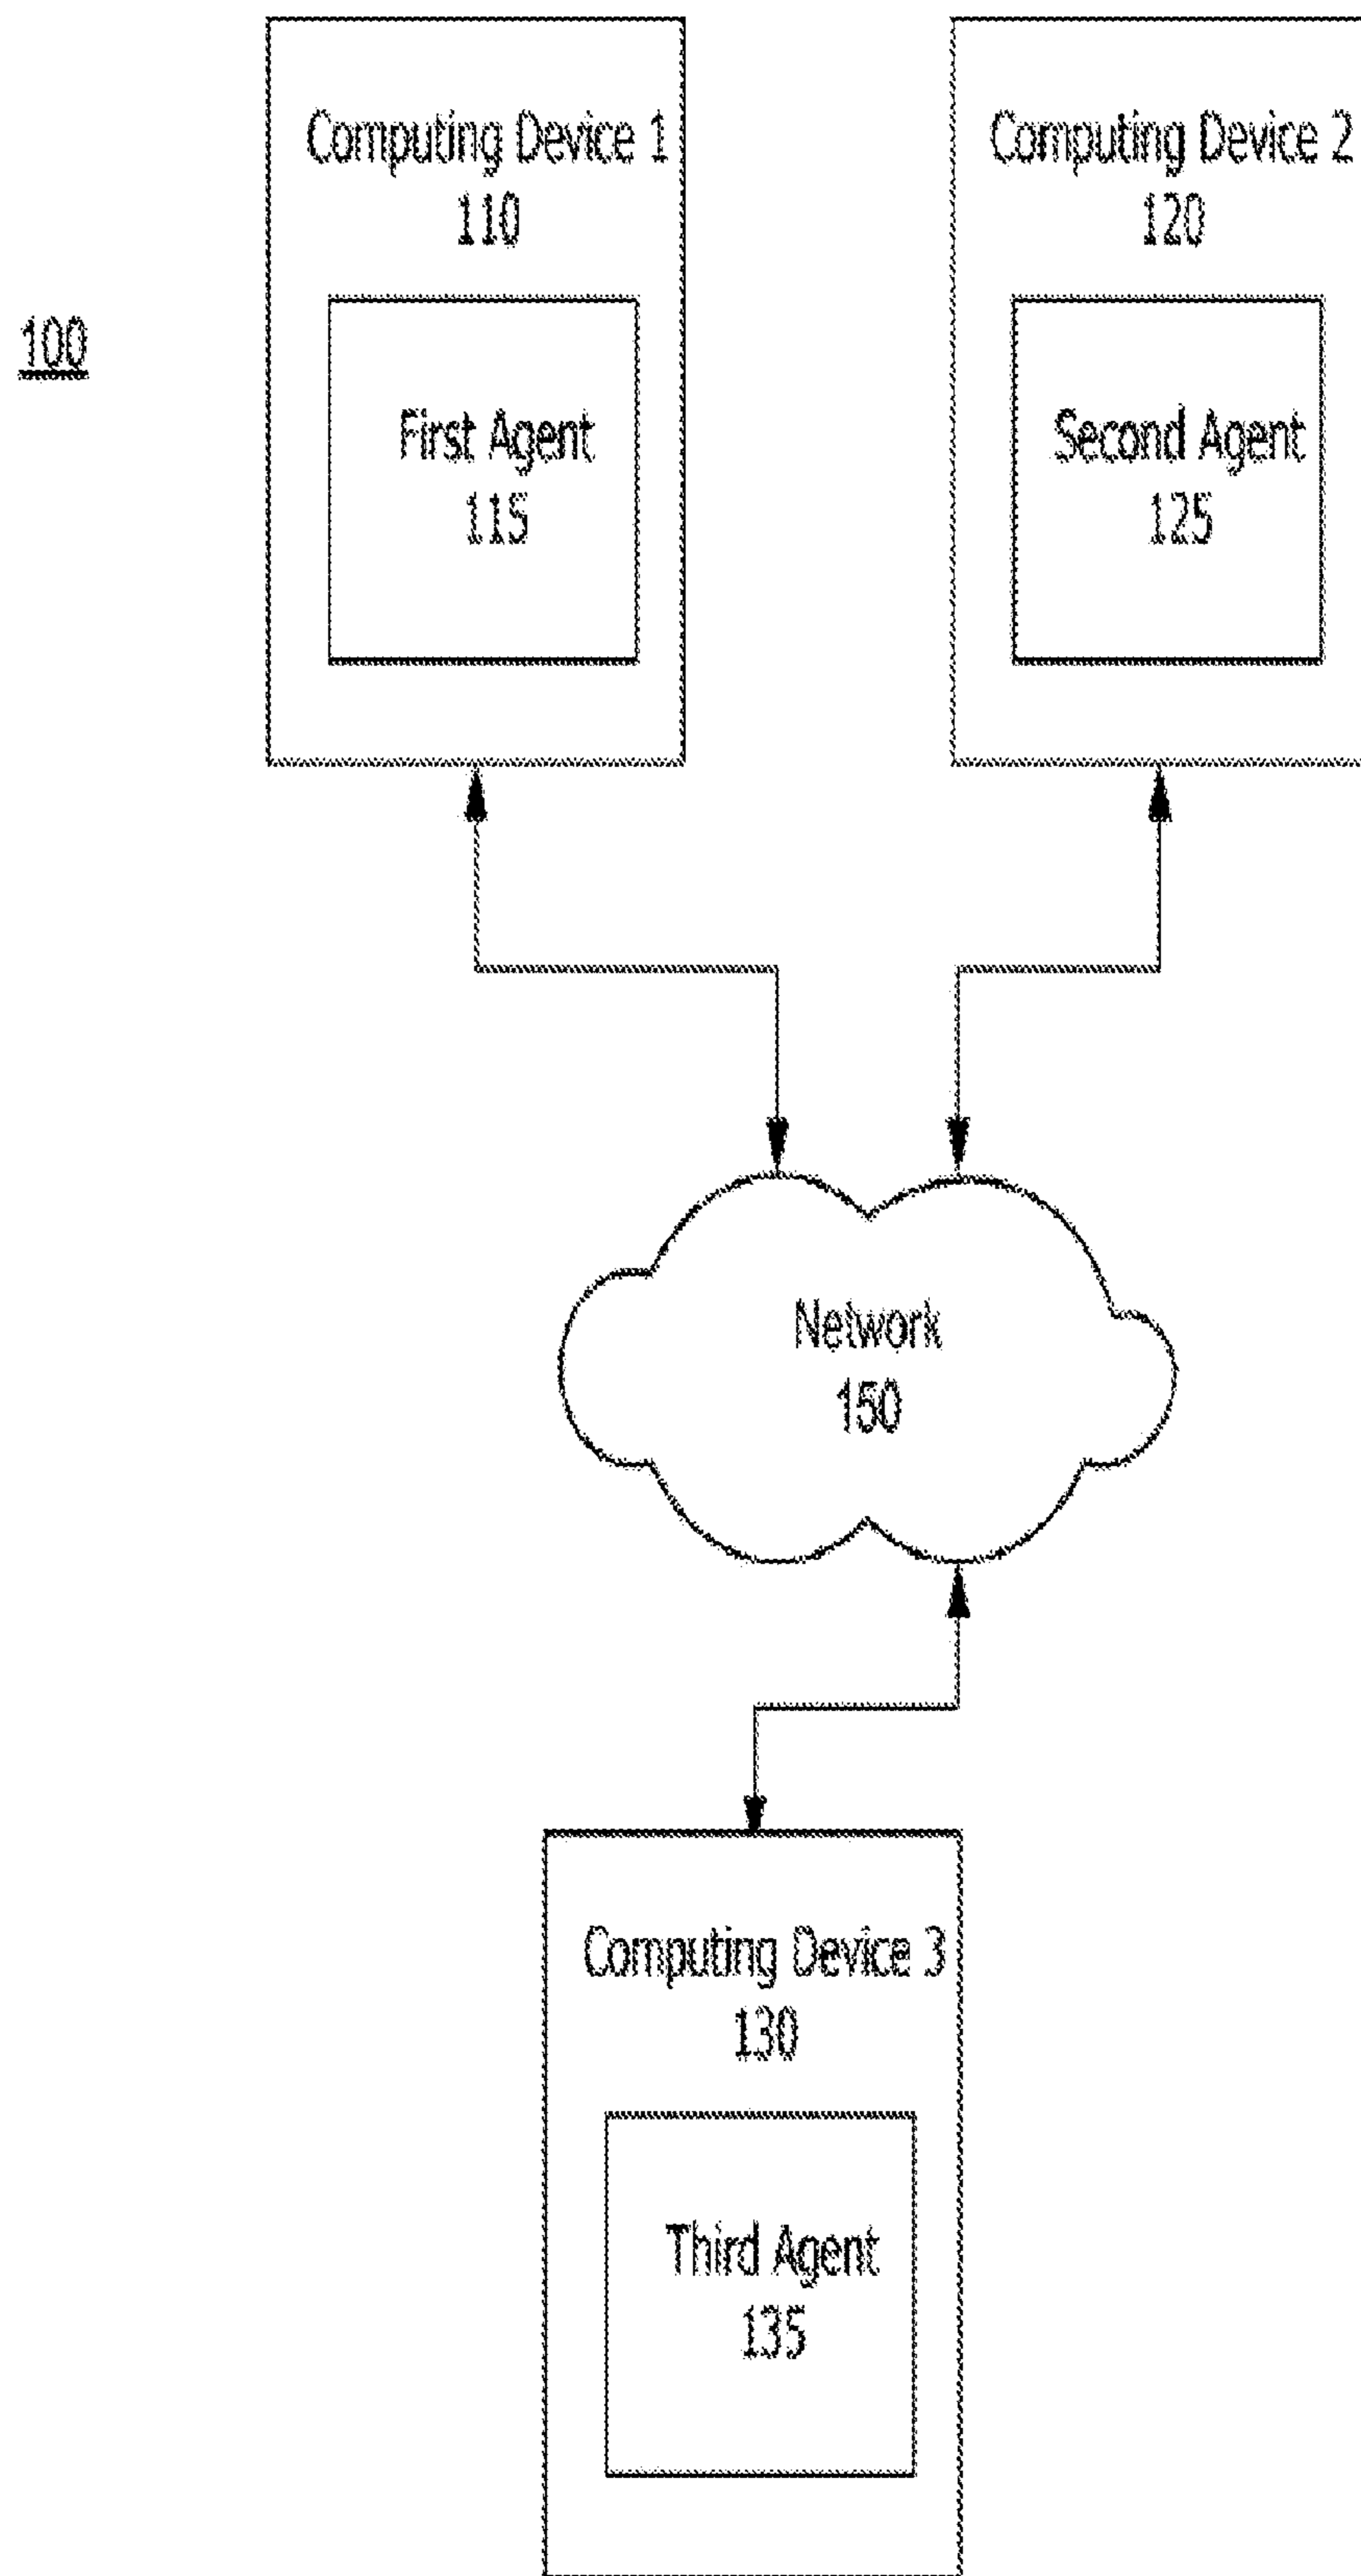 Computing Device 1
110
Computing Device 2
120
100
First Agent
115
Second Agent
125
Network
150
Computing Device 3
130
Third Agent
135